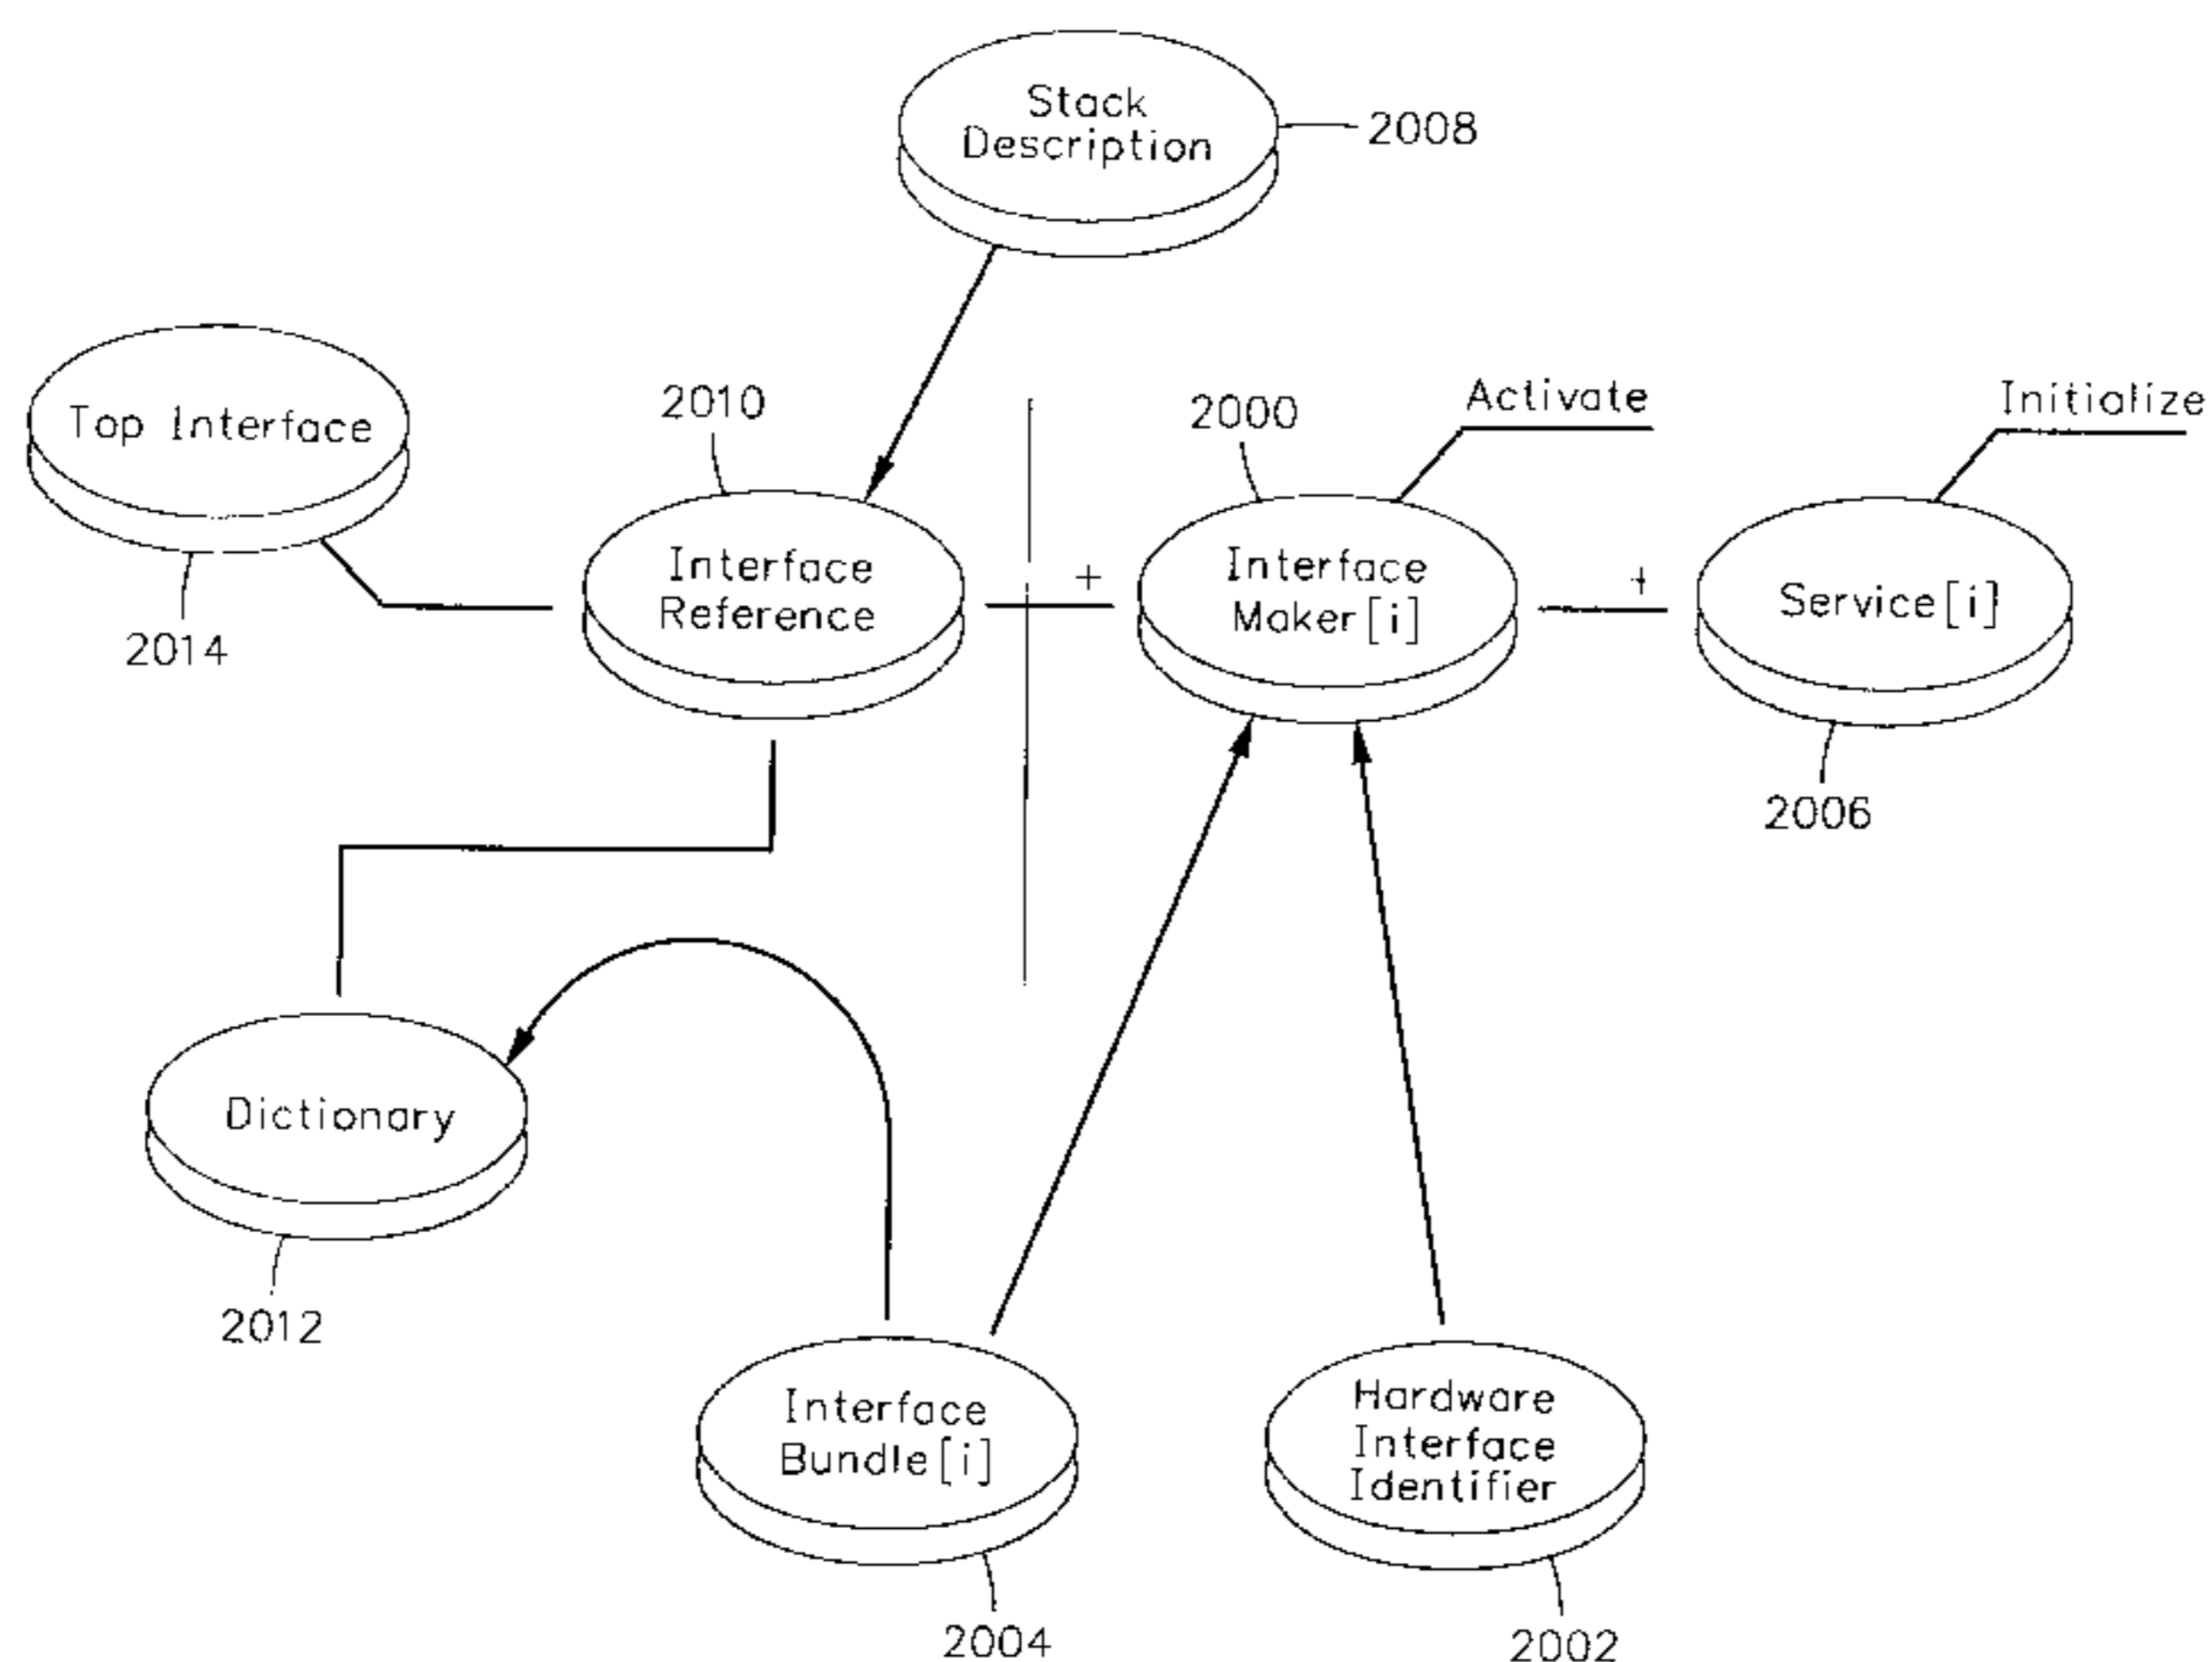 Stack
Description
2008
Top Interface
2014
2010
Interface
Reference
+
2000
Activate
Interface
Maker[i]
+
Initialize
Service[i]
2006
Dictionary
2012
Interface
Bundle[i]
2004
Hardware
Interface
Identifier
2002